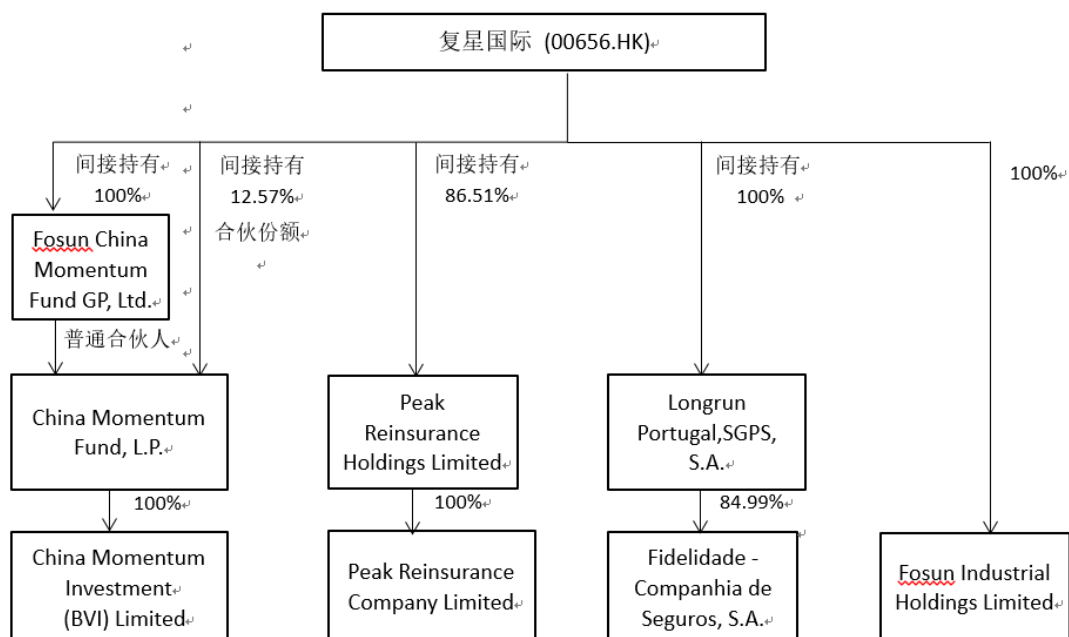 复星国际 (00656.HK)
间接持有
100%
间接持有
12.57%
合伙份额
间接持有
86.51%
间接持有
100%
100%
Fosun China
Momentum
Fund GP, Ltd.
普通合伙人
China Momentum
Fund, L.P.
Peak
Reinsurance
Holdings Limited
Longrun
Portugal,SGPS,
S.A.
100%
100%
84.99%
China Momentum
Investment
(BVI) Limited
Peak Reinsurance
Company Limited
Fidelidade -
Companhia de
Seguros, S.A.
Fosun Industrial
Holdings Limited